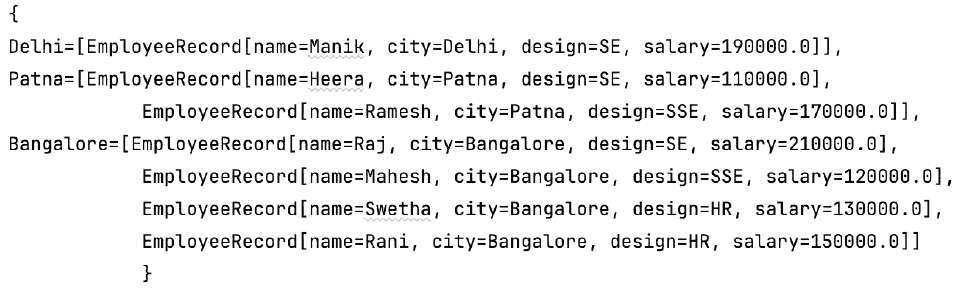 {
Delhi=[EmployeeRecord[name=Manik, city=Delhi, design=SE, salary=190000.0]],
Patna=[EmployeeRecord[name=Heera, city=Patna, design=SE, salary=110000.0],
EmployeeRecord[name=Ramesh, city=Patna, design=SSE, salary=170000.0]],
Bangalore=[EmployeeRecord[name=Raj, city=Bangalore, design=SE, salary=210000.0],
EmployeeRecord[name=Mahesh, city=Bangalore, design=SSE, salary=120000.0],
EmployeeRecord[name=Swetha, city=Bangalore, design=HR, salary=130000.0],
EmployeeRecord[name=Rani, city=Bangalore, design=HR, salary=150000.0]]
}